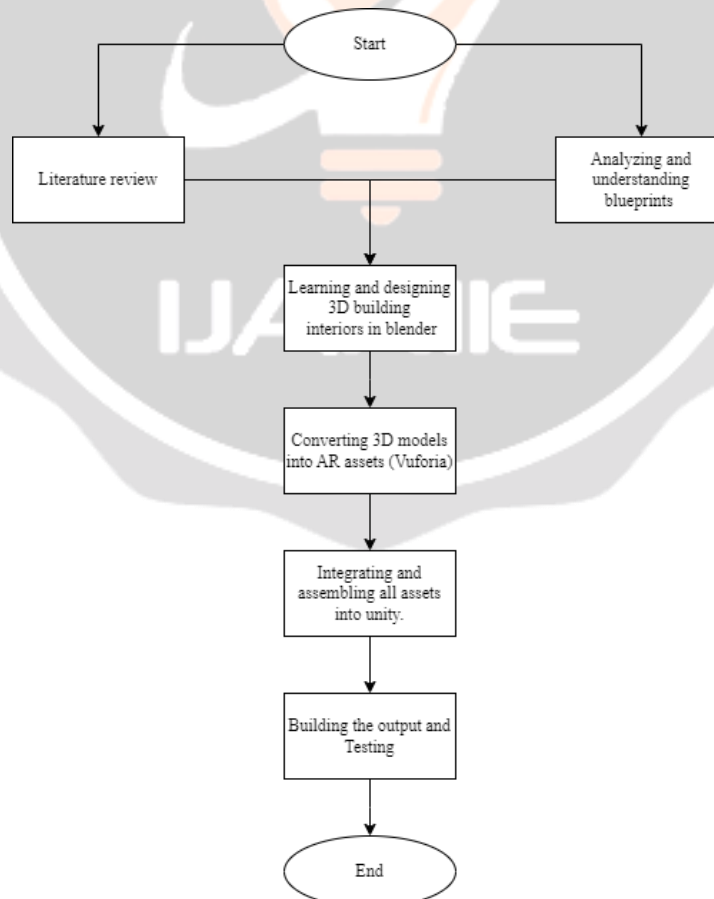 Start
Literature review
Analyzing and
understanding
blueprints
Learning and designing
3D building
interiors in blender
Converting 3D models
into AR assets (Vuforia)
Integrating and
assembling all assets
into unity.
Building the output and
Testing
End